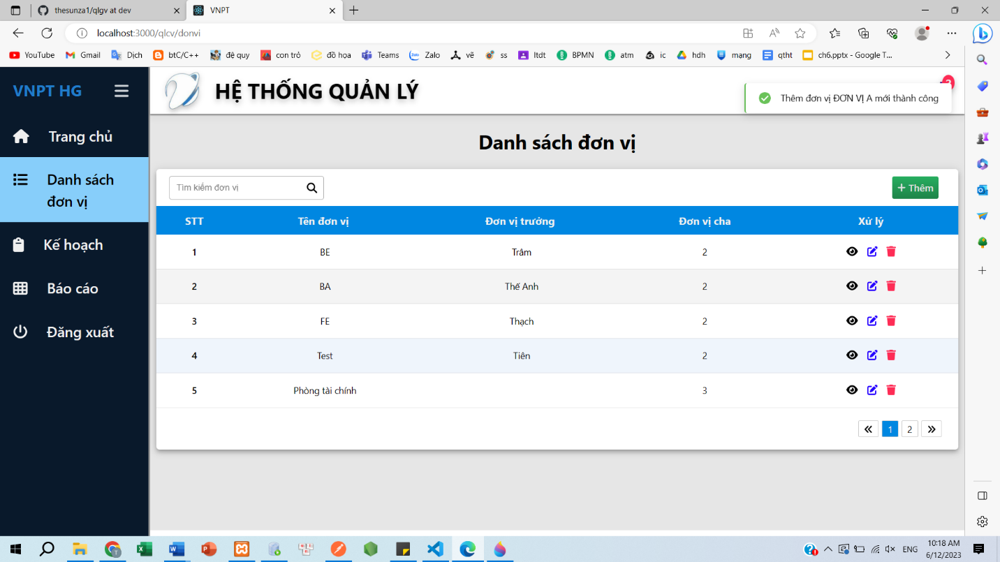 thesunza1/qlgv at dev
VNPT
localhost:3000/qlcv/donvi
YouTube
Gmail
Dịch
btC/C++
đệ quy
con trỏ
đồ họa
Teams
Zalo
vẽ
ss
ltdt
BPMN
atm
ic
hdh
mạng
qtht
ch6.pptx - Google T...
VNPT HG
HỆ THỐNG QUẢN LÝ
Thêm đơn vị ĐƠN VỊ A mới thành công
Trang chủ
Danh sách
đơn vị
Kế hoạch
Báo cáo
Đăng xuất
Danh sách đơn vị
Tìm kiếm đơn vị
+ Thêm
STT Tên đơn vị Đơn vị trưởng Đơn vị cha Xử lý
1 BE Trâm 2
2 BA Thế Anh 2
3 FE Thạch 2
4 Test Tiên 2
5 Phòng tài chính 3
« 1 2 »
ENG
10:18 AM
6/12/2023